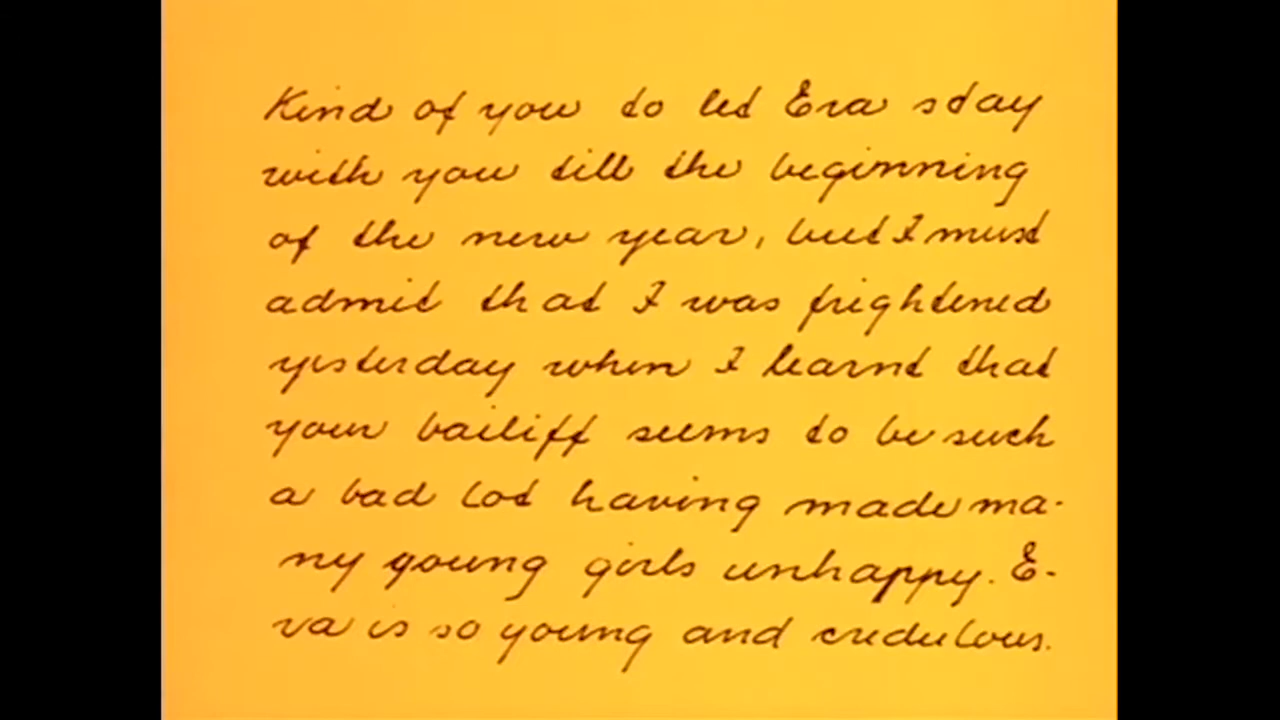 Kind of you to let Eva stay
with you till the beginning
of the new year, but I must
admit that I was frightened
yesterday when I learnt that
your bailiff seems to be such
a bad lot having made ma-
ny young girls unhappy. E-
va is so young and credulous.